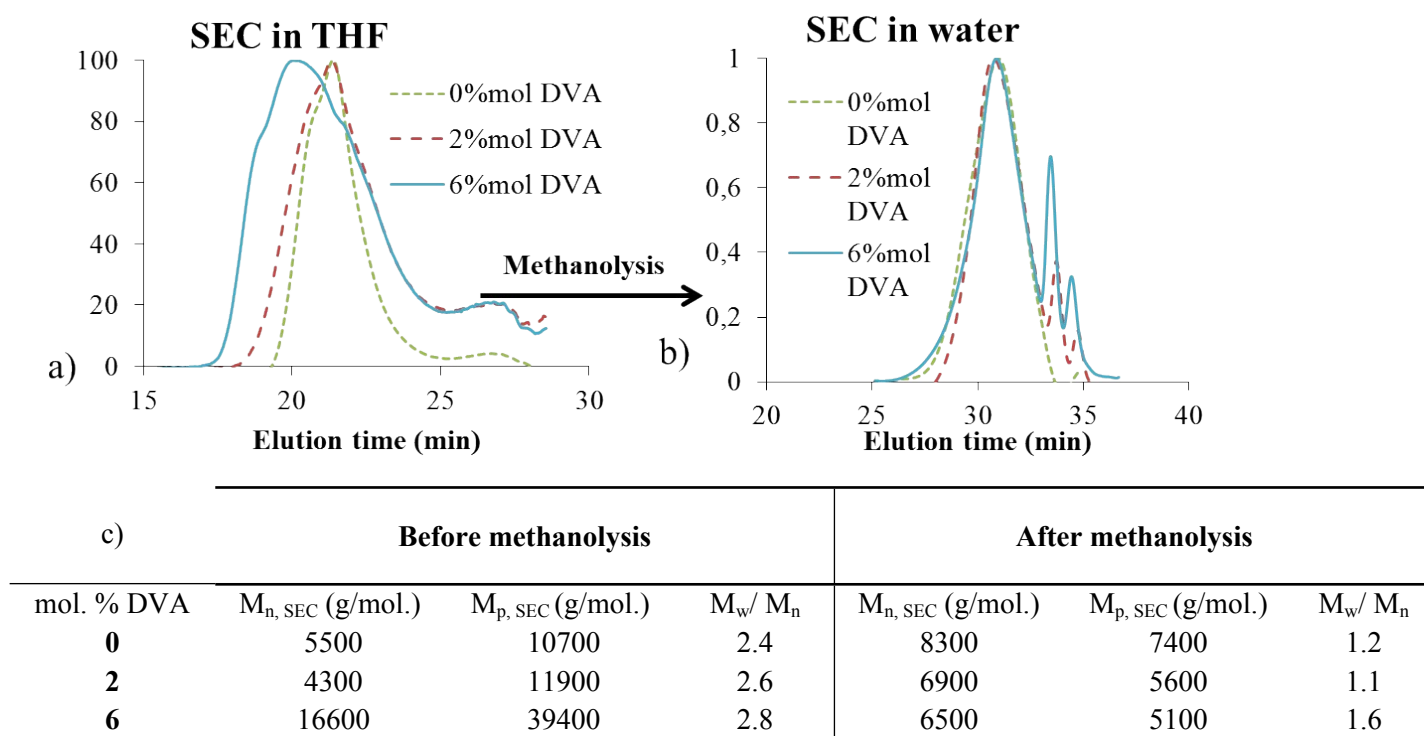 SEC in THF
100
80
60
40
20
0
15 20 25 30
0%mol DVA
2%mol DVA
6%mol DVA
Elution time (min)
a)
Methanolysis
SEC in water
1
0,8
0,6
0,4
0,2
0
20 25 30 35 40
0%mol
DVA
2%mol
DVA
6%mol
DVA
Elution time (min)
b)
c) Before methanolysis After methanolysis
mol. % DVA Mn, SEC (g/mol.) Mp, SEC (g/mol.) Mw/ Mn Mn, SEC (g/mol.) Mp, SEC (g/mol.) Mw/ Mn
0 5500 10700 2.4 8300 7400 1.2
2 4300 11900 2.6 6900 5600 1.1
6 16600 39400 2.8 6500 5100 1.6